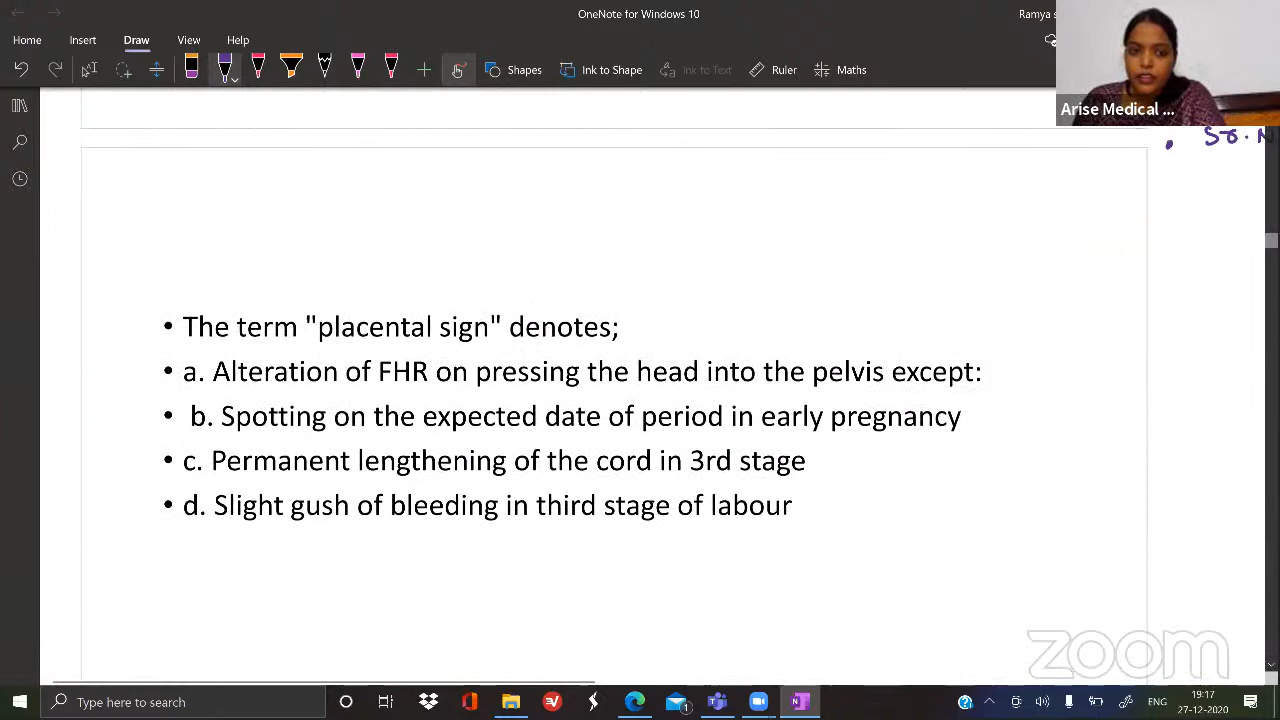 OneNote for Windows 10
Ramya s
Home Insert Draw View Help
Shapes Ink to Shape Ink to Text Ruler Maths
Arise Medical ...
• The term "placental sign" denotes;
• a. Alteration of FHR on pressing the head into the pelvis except:
• b. Spotting on the expected date of period in early pregnancy
• c. Permanent lengthening of the cord in 3rd stage
• d. Slight gush of bleeding in third stage of labour
zoom
Type here to search
19:17
27-12-2020